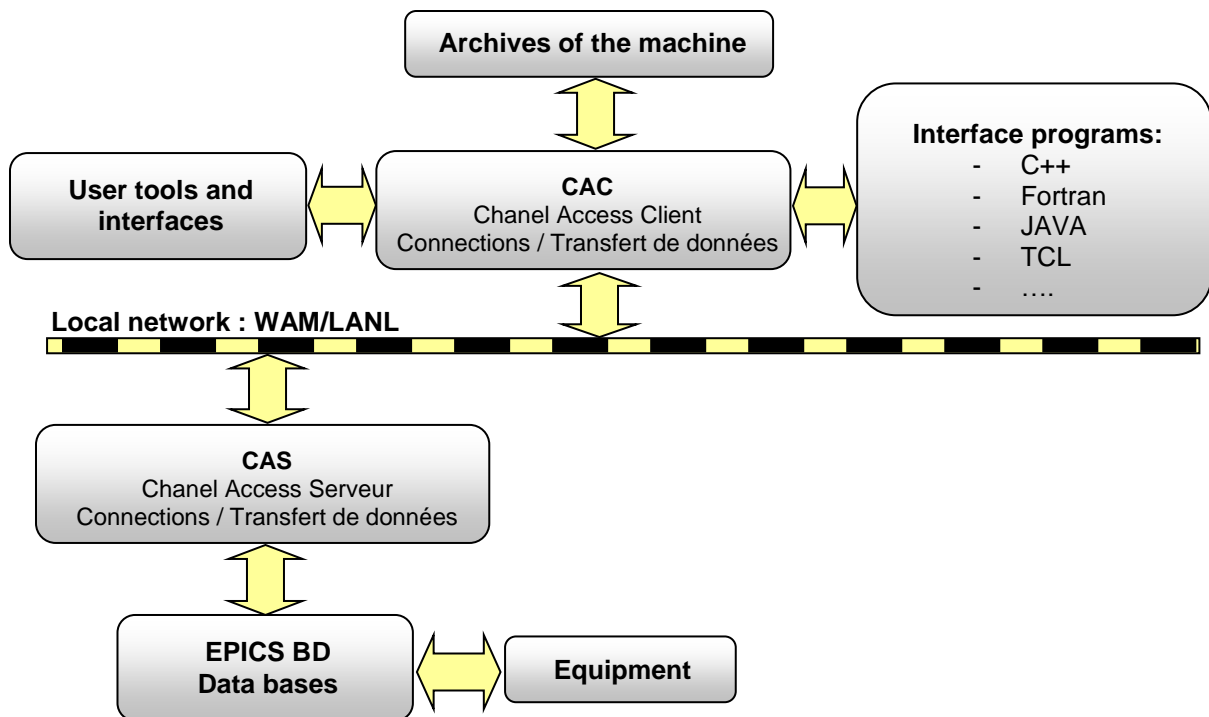 Archives of the machine
User tools and
interfaces
CAC
Chanel Access Client
Connections / Transfert de données
Interface programs:
- C++
- Fortran
- JAVA
- TCL
- ….
Local network : WAM/LANL
CAS
Chanel Access Serveur
Connections / Transfert de données
EPICS BD
Data bases
Equipment